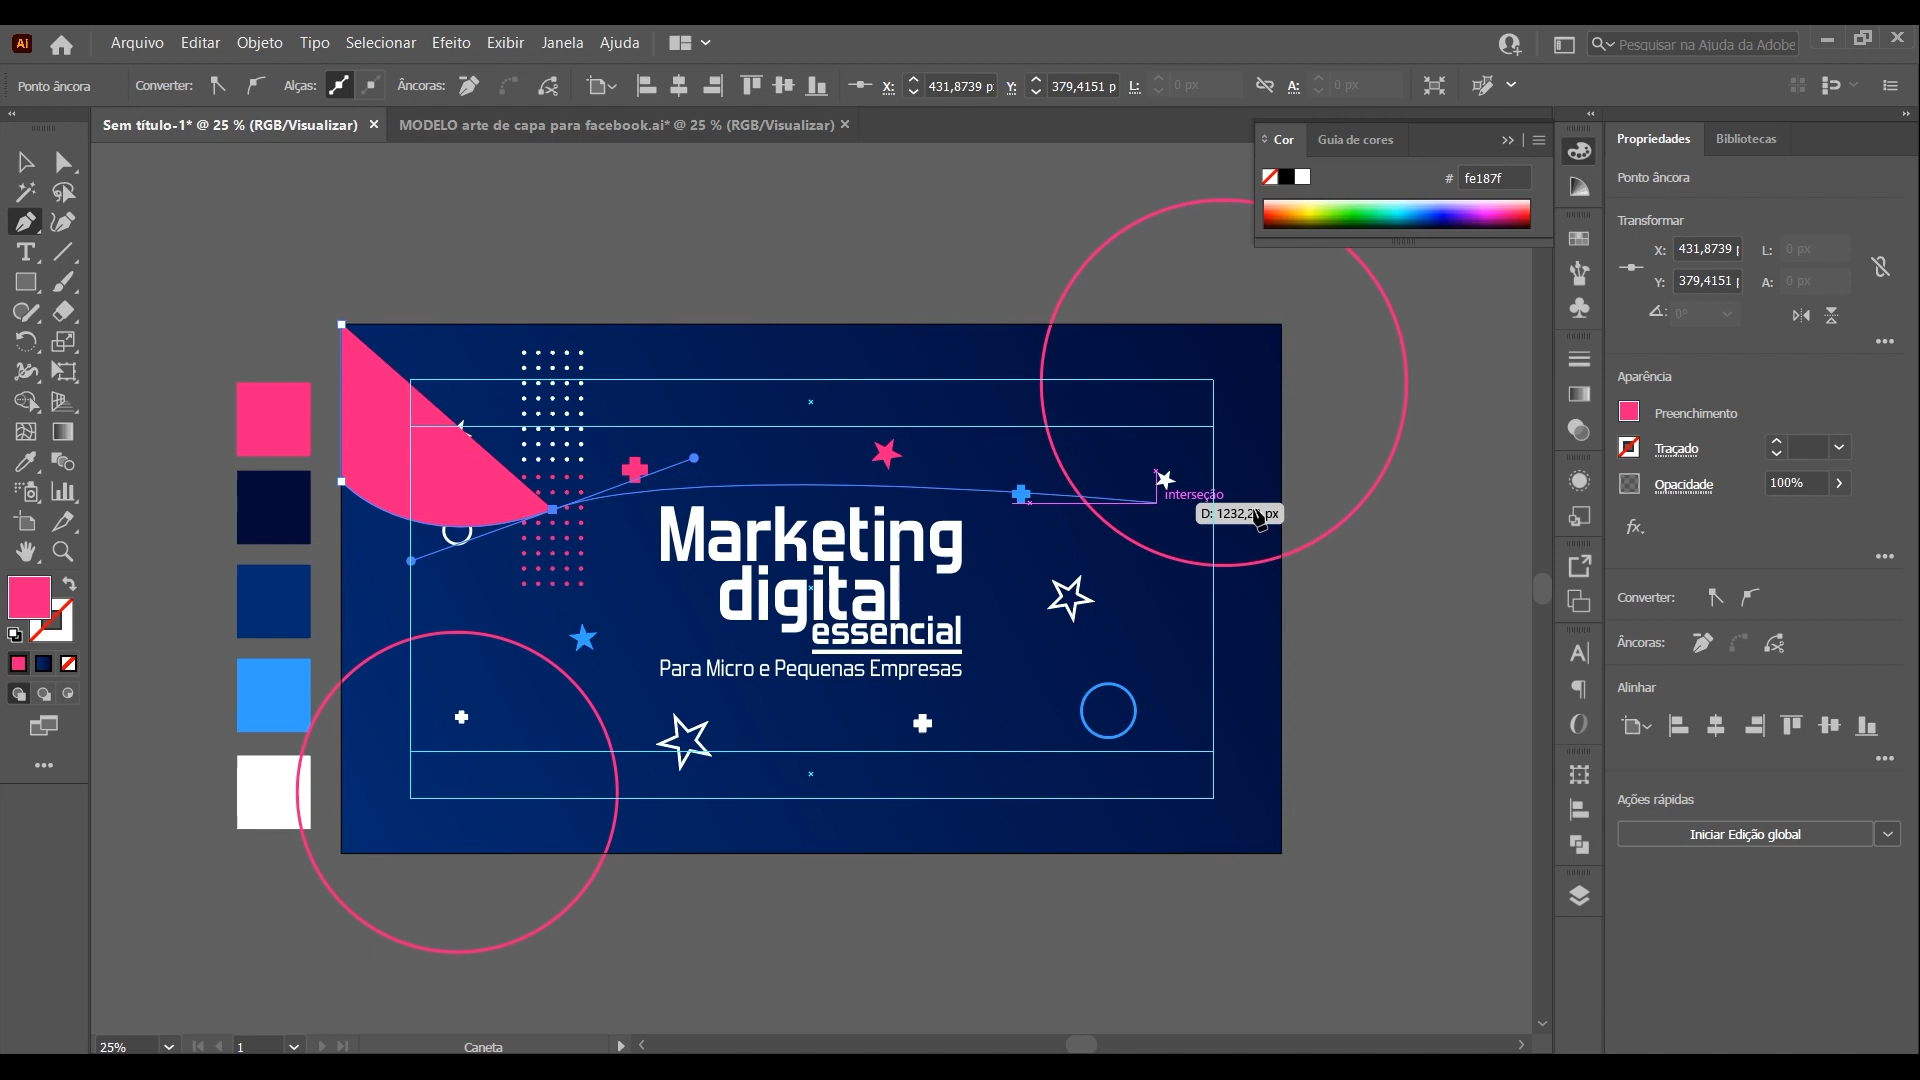 Ai
Arquivo Editar Objeto Tipo Selecionar Efeito Exibir Janela Ajuda
Pesquisar na Ajuda da Adobe
Ponto âncora Converter: Alças: Âncoras: X: 431,8739 p Y: 379,4151 p L: 0 px A: 0 px
Sem título-1* @ 25 % (RGB/Visualizar) MODELO arte de capa para facebook.ai* @ 25 % (RGB/Visualizar)
Cor Guia de cores
# fe187f
Propriedades Bibliotecas
Ponto âncora
Transformar
X: 431,8739 L: 0 px
Y: 379,4151 A: 0 px
0°
Aparência
Preenchimento
Traçado
Opacidade 100%
fx.
Converter:
Âncoras:
Alinhar
Ações rápidas
Iniciar Edição global
interseção
D: 1232,2 px
Marketing
digital
essencial
Para Micro e Pequenas Empresas
25% 1 Caneta